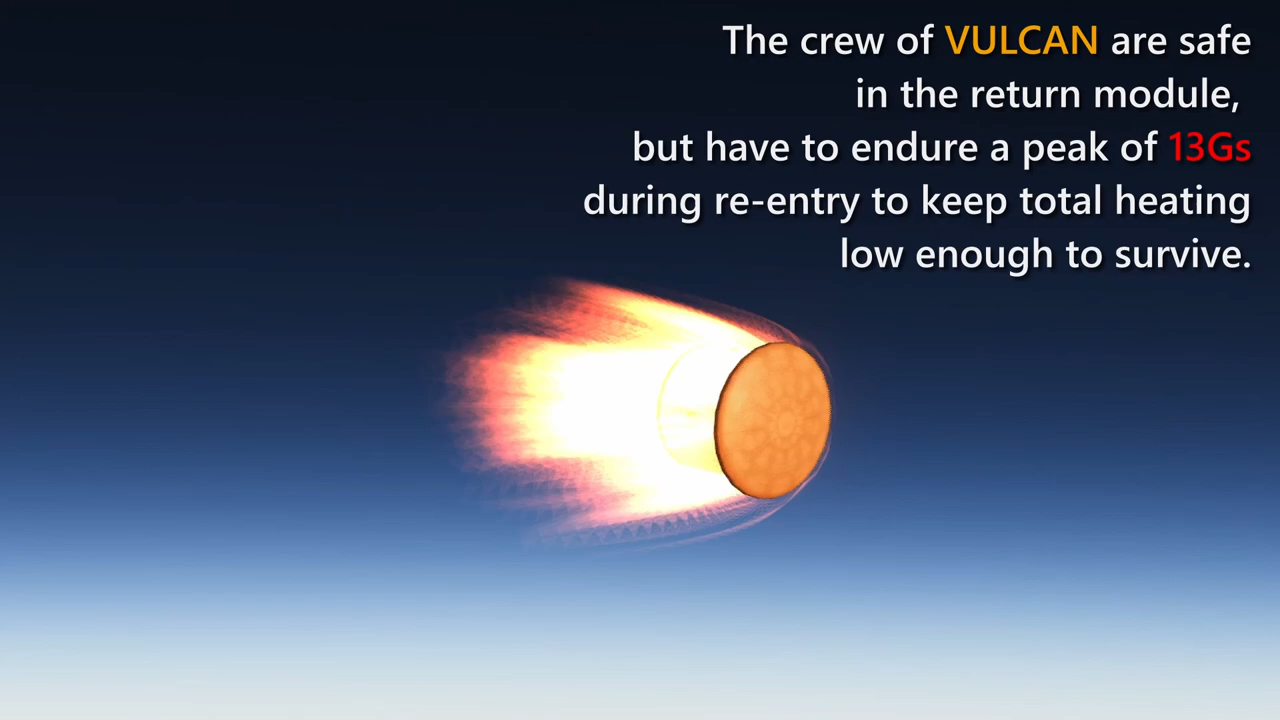 The crew of VULCAN are safe
in the return module,
but have to endure a peak of 13Gs
during re-entry to keep total heating
low enough to survive.